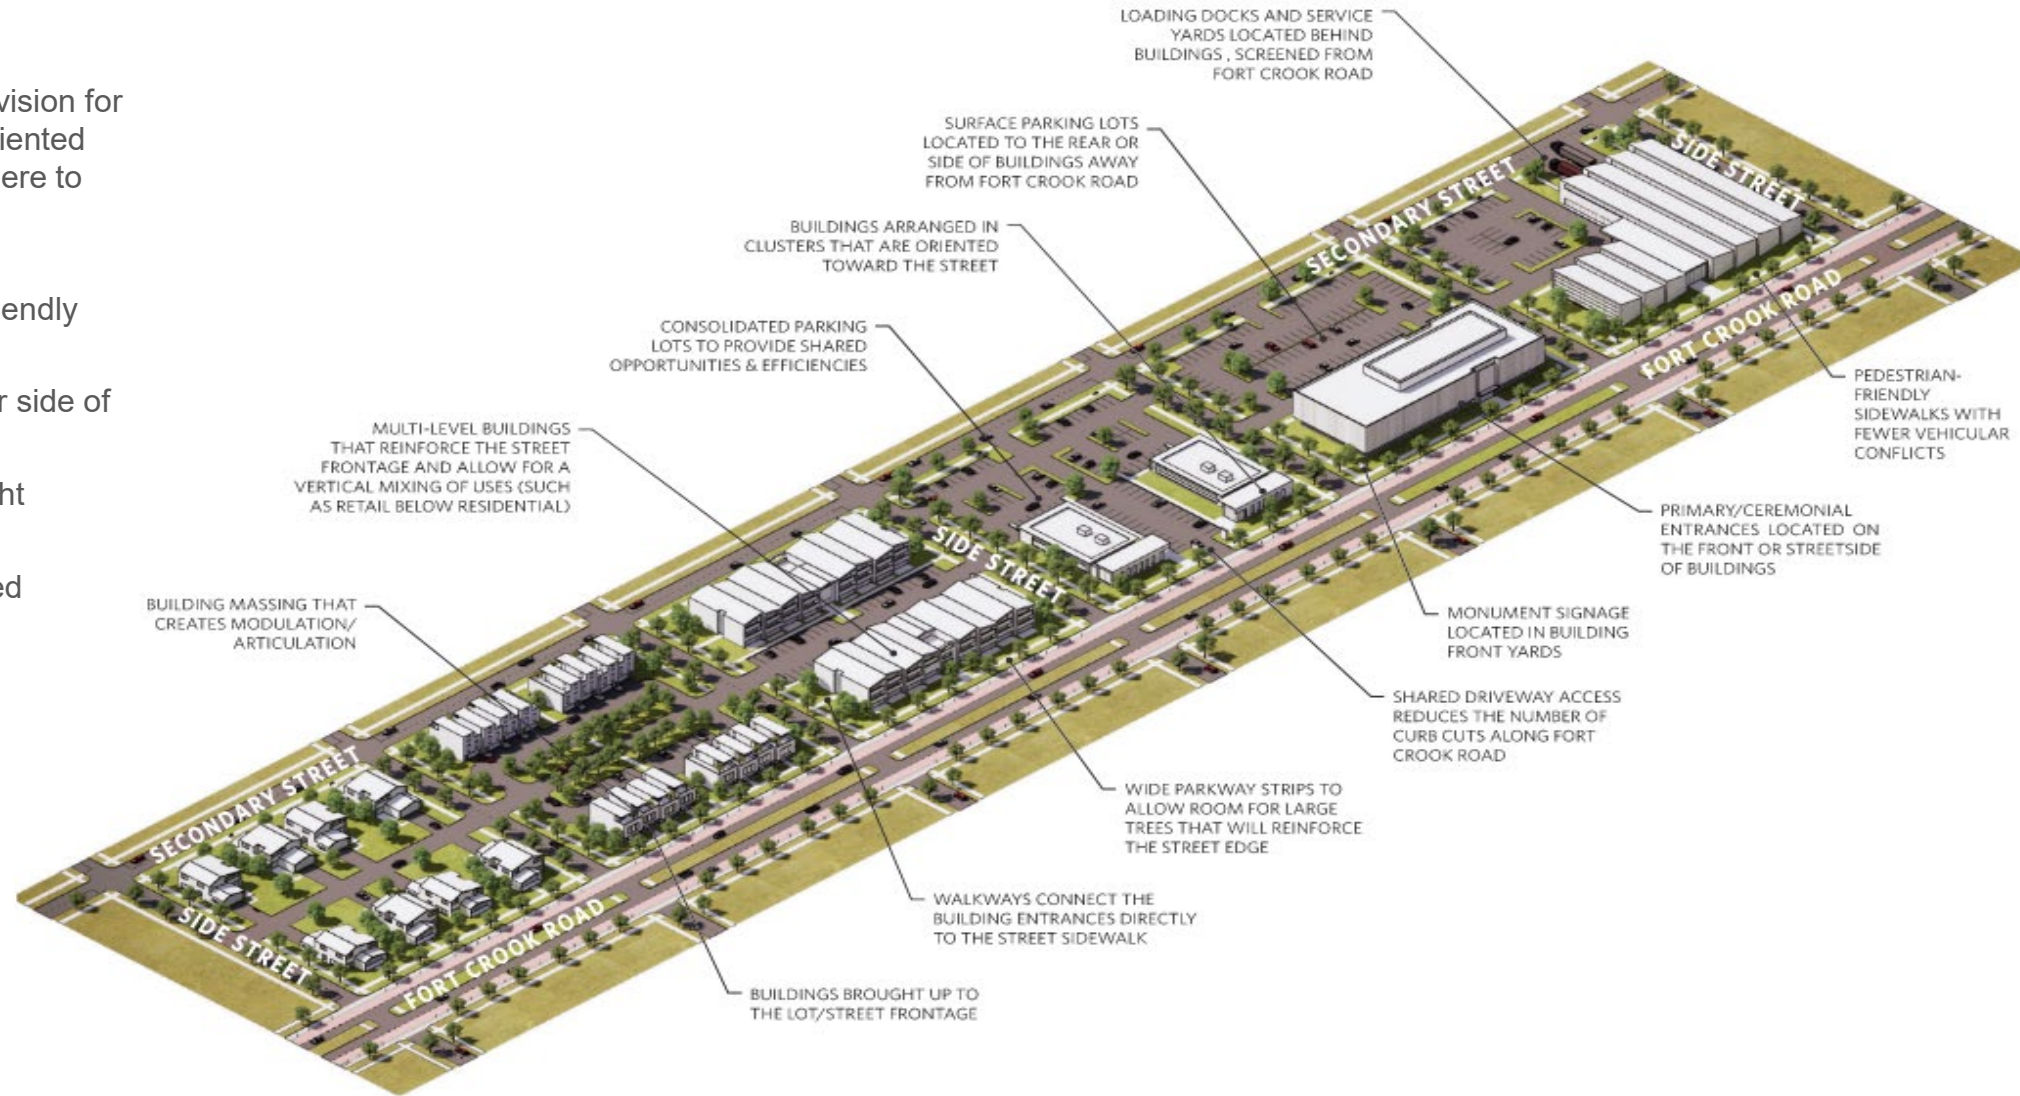 vision for
iented
ere to
endly
r side of
ht
ed
LOADING DOCKS AND SERVICE
YARDS LOCATED BEHIND
BUILDINGS , SCREENED FROM
FORT CROOK ROAD
SURFACE PARKING LOTS
LOCATED TO THE REAR OR
SIDE OF BUILDINGS AWAY
FROM FORT CROOK ROAD
BUILDINGS ARRANGED IN
CLUSTERS THAT ARE ORIENTED
TOWARD THE STREET
CONSOLIDATED PARKING
LOTS TO PROVIDE SHARED
OPPORTUNITIES & EFFICIENCIES
MULTI-LEVEL BUILDINGS
THAT REINFORCE THE STREET
FRONTAGE AND ALLOW FOR A
VERTICAL MIXING OF USES (SUCH
AS RETAIL BELOW RESIDENTIAL)
BUILDING MASSING THAT
CREATES MODULATION/
ARTICULATION
SECONDARY STREET
SIDE STREET
FORT CROOK ROAD
SIDE STREET
SECONDARY STREET
SIDE STREET
FORT CROOK ROAD
PEDESTRIAN-
FRIENDLY
SIDEWALKS WITH
FEWER VEHICULAR
CONFLICTS
PRIMARY/CEREMONIAL
ENTRANCES LOCATED ON
THE FRONT OR STREETSIDE
OF BUILDINGS
MONUMENT SIGNAGE
LOCATED IN BUILDING
FRONT YARDS
SHARED DRIVEWAY ACCESS
REDUCES THE NUMBER OF
CURB CUTS ALONG FORT
CROOK ROAD
WIDE PARKWAY STRIPS TO
ALLOW ROOM FOR LARGE
TREES THAT WILL REINFORCE
THE STREET EDGE
WALKWAYS CONNECT THE
BUILDING ENTRANCES DIRECTLY
TO THE STREET SIDEWALK
BUILDINGS BROUGHT UP TO
THE LOT/STREET FRONTAGE